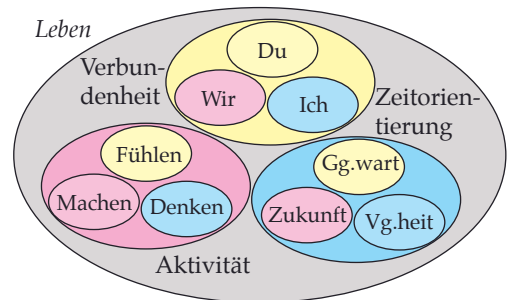 Leben
Du
Verbun-
denheit
Wir
Ich
Zeitorien-
tierung
Fühlen
Machen
Denken
Aktivität
Gg.wart
Zukunft
Vg.heit